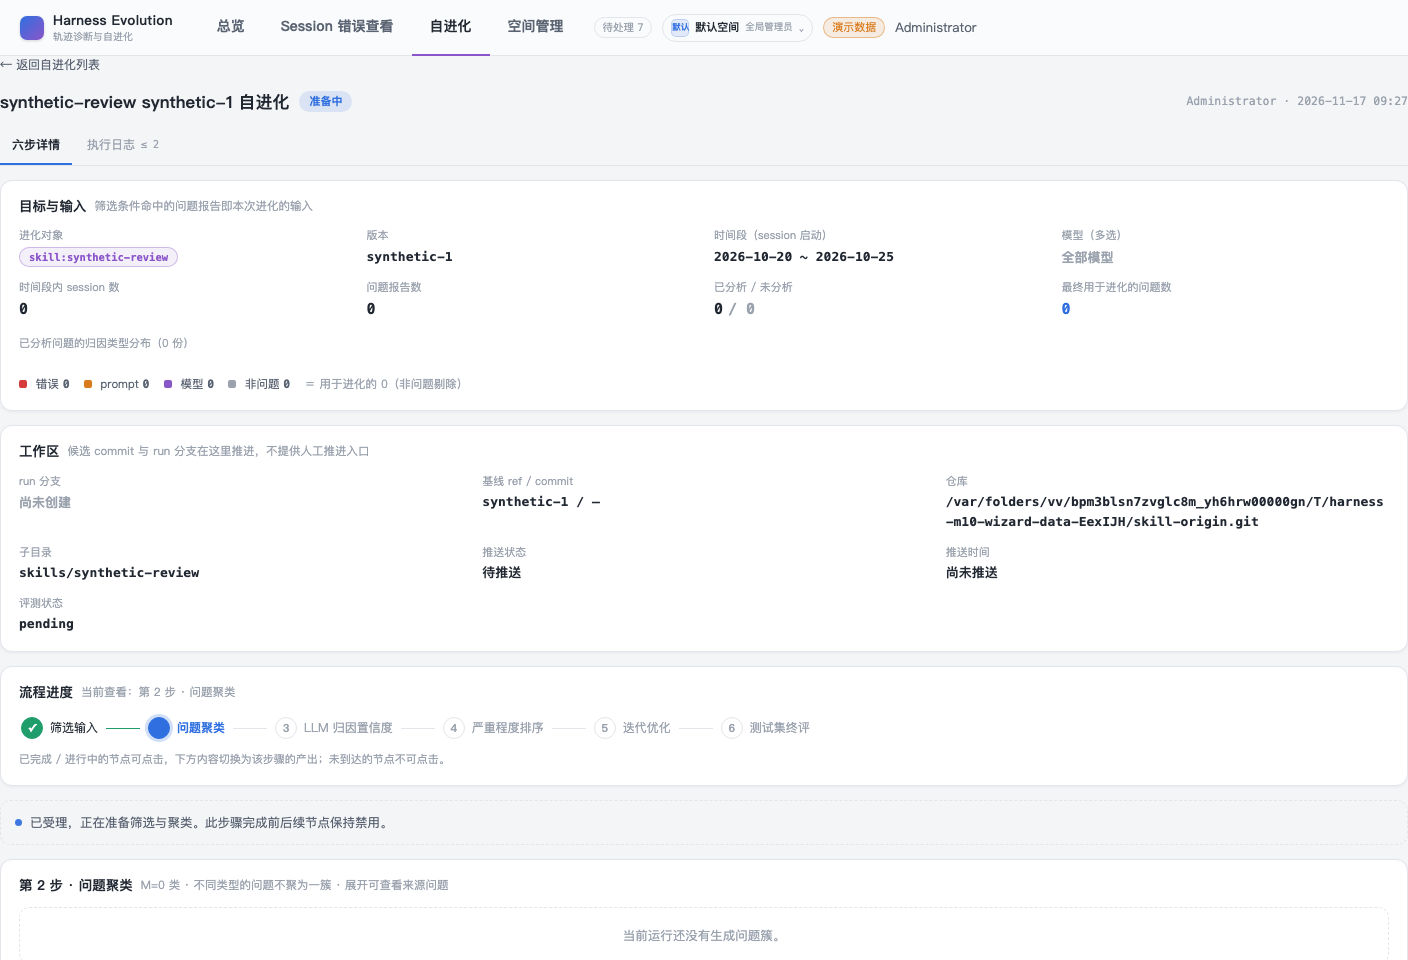 Harness Evolution
轨迹诊断与自进化
总览
Session 错误查看
自进化
空间管理
待处理 7
默认 默认空间 全局管理员
演示数据
Administrator
← 返回自进化列表
synthetic-review synthetic-1 自进化 准备中
Administrator · 2026-11-17 09:27
六步详情
执行日志 ≤ 2
目标与输入 筛选条件命中的问题报告即本次进化的输入
进化对象
skill:synthetic-review
版本
synthetic-1
时间段（session 启动）
2026-10-20 ~ 2026-10-25
模型（多选）
全部模型
时间段内 session 数
0
问题报告数
0
已分析 / 未分析
0 / 0
最终用于进化的问题数
0
已分析问题的归因类型分布（0 份）
错误 0 prompt 0 模型 0 非问题 0 = 用于进化的 0（非问题剔除）
工作区 候选 commit 与 run 分支在这里推进，不提供人工推进入口
run 分支
尚未创建
基线 ref / commit
synthetic-1 / —
仓库
/var/folders/vv/bpm3blsn7zvglc8m_yh6hrw00000gn/T/harness
-m10-wizard-data-EexIJH/skill-origin.git
子目录
skills/synthetic-review
推送状态
待推送
推送时间
尚未推送
评测状态
pending
流程进度 当前查看：第 2 步 · 问题聚类
✓ 筛选输入
问题聚类
3 LLM 归因置信度
4 严重程度排序
5 迭代优化
6 测试集终评
已完成 / 进行中的节点可点击，下方内容切换为该步骤的产出；未到达的节点不可点击。
已受理，正在准备筛选与聚类。此步骤完成前后续节点保持禁用。
第 2 步 · 问题聚类 M=0 类 · 不同类型的问题不聚为一簇 · 展开可查看来源问题
当前运行还没有生成问题簇。